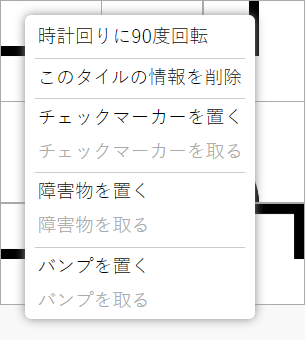 時計回りに90度回転
このタイルの情報を削除
チェックマーカーを置く
チェックマーカーを取る
障害物を置く
障害物を取る
バンプを置く
バンプを取る